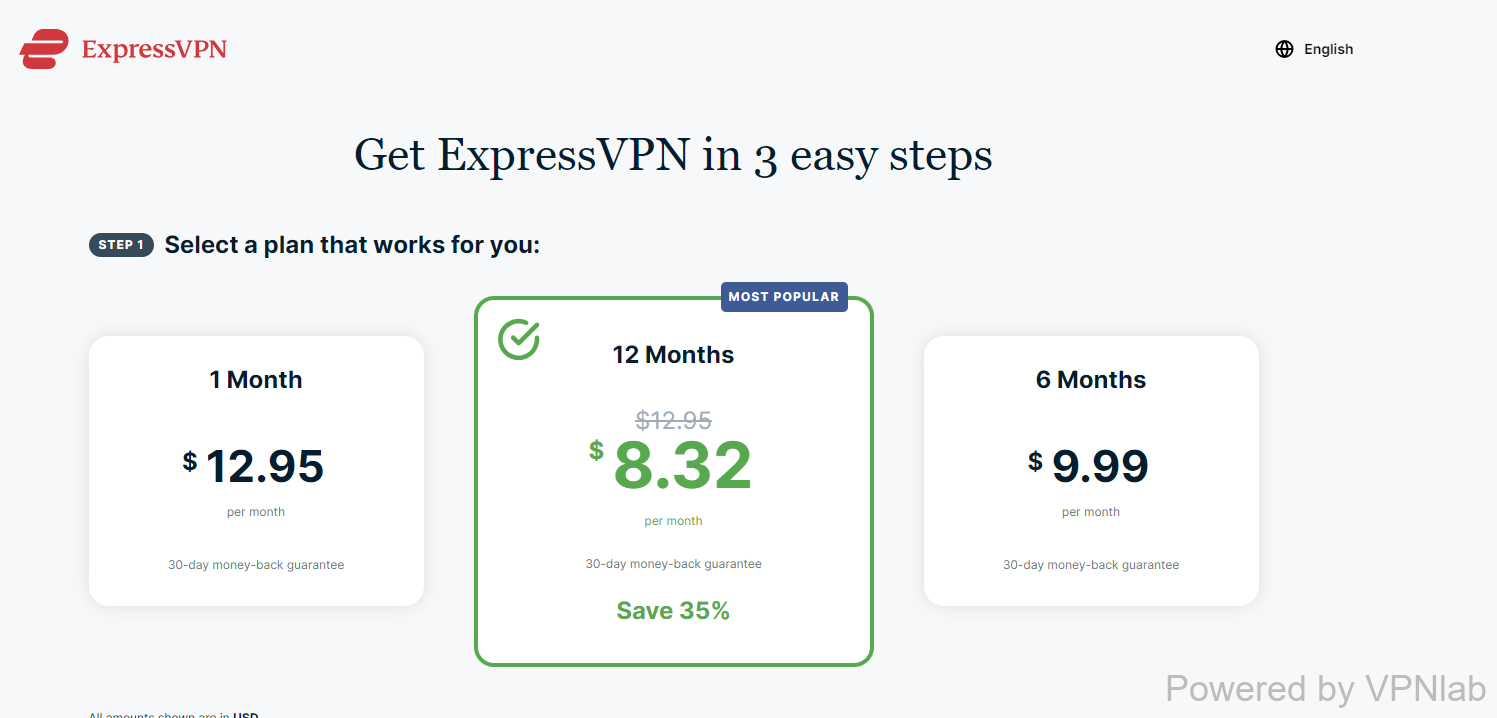 ExpressVPN
English
Get ExpressVPN in 3 easy steps
STEP 1 Select a plan that works for you:
1 Month
$ 12.95
per month
30-day money-back guarantee
MOST POPULAR
12 Months
$12.95
$ 8.32
per month
30-day money-back guarantee
Save 35%
6 Months
$ 9.99
per month
30-day money-back guarantee
All amounts shown are in USD
Powered by VPNlab